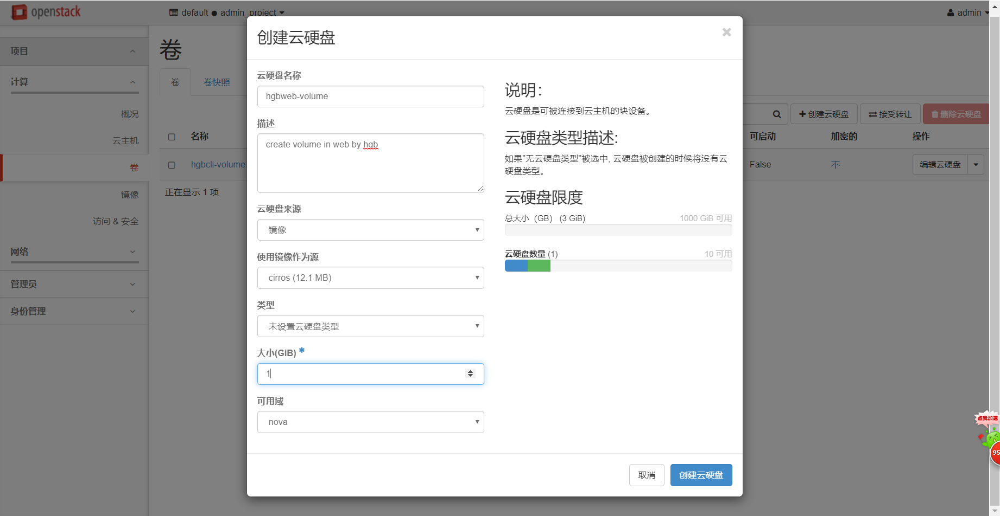 openstack
default ● admin_project
admin
项目
计算
概况
云主机
卷
镜像
访问 & 安全
网络
管理员
身份管理
卷
卷
卷快照
创建云硬盘
接受转让
删除云硬盘
名称
可启动
加密的
操作
hgbcli-volume
False
不
编辑云硬盘
正在显示 1 项
创建云硬盘
×
云硬盘名称
hgbweb-volume
描述
create volume in web by hgb
云硬盘来源
镜像
使用镜像作为源
cirros (12.1 MB)
类型
未设置云硬盘类型
大小(GiB) *
1
可用域
nova
说明：
云硬盘是可被连接到云主机的块设备。
云硬盘类型描述:
如果"无云硬盘类型"被选中, 云硬盘被创建的时候将没有云
硬盘类型。
云硬盘限度
总大小（GB） (3 GiB)
1000 GiB 可用
云硬盘数量 (1)
10 可用
取消
创建云硬盘
点我加速
95